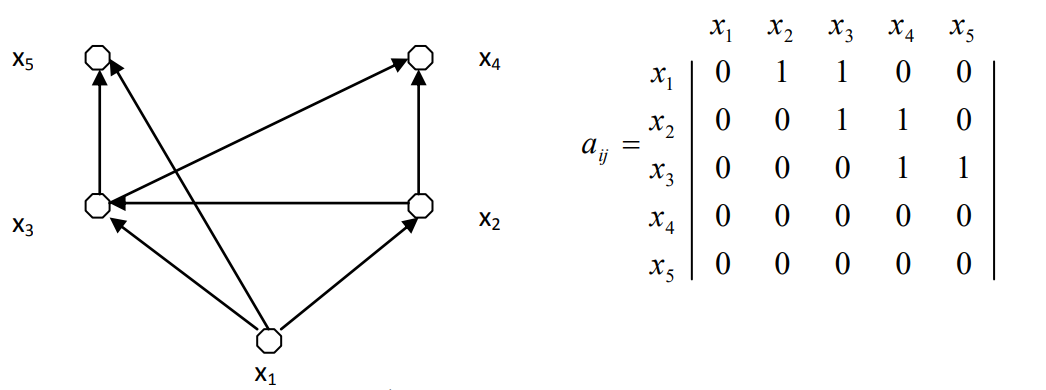 x5 x4
x3 x2
x1
x1 x2 x3 x4 x5
x1 0 1 1 0 0
x2 0 0 1 1 0
aij =
x3 0 0 0 1 1
x4 0 0 0 0 0
x5 0 0 0 0 0